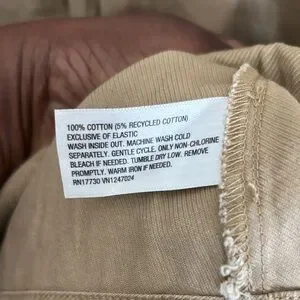 100% COTTON (5% RECYCLED COTTON)
EXCLUSIVE OF ELASTIC
WASH INSIDE OUT. MACHINE WASH COLD
SEPARATELY. GENTLE CYCLE. ONLY NON-CHLORINE
BLEACH IF NEEDED. TUMBLE DRY LOW. REMOVE
PROMPTLY. WARM IRON IF NEEDED.
RN17730 VN1247024